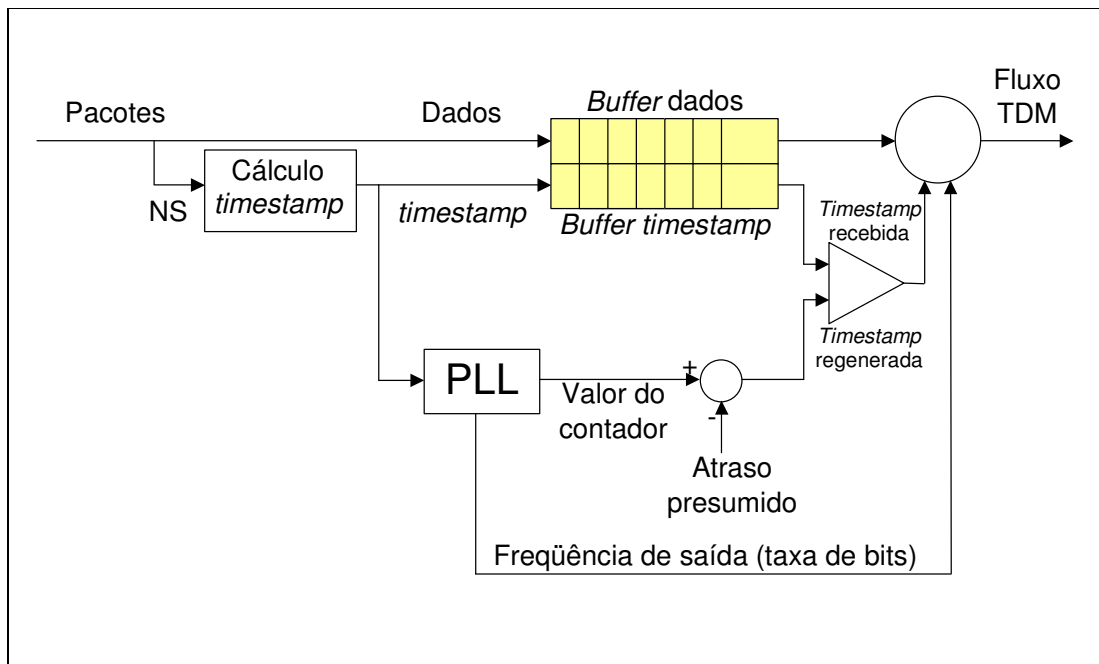 Fluxo
TDM
Pacotes
Dados
Buffer dados
Cálculo
timestamp
NS
timestamp
Buffer timestamp
Timestamp
recebida
Timestamp
regenerada
PLL
+
-
Valor do
contador
Atraso
presumido
Freqüência de saída (taxa de bits)